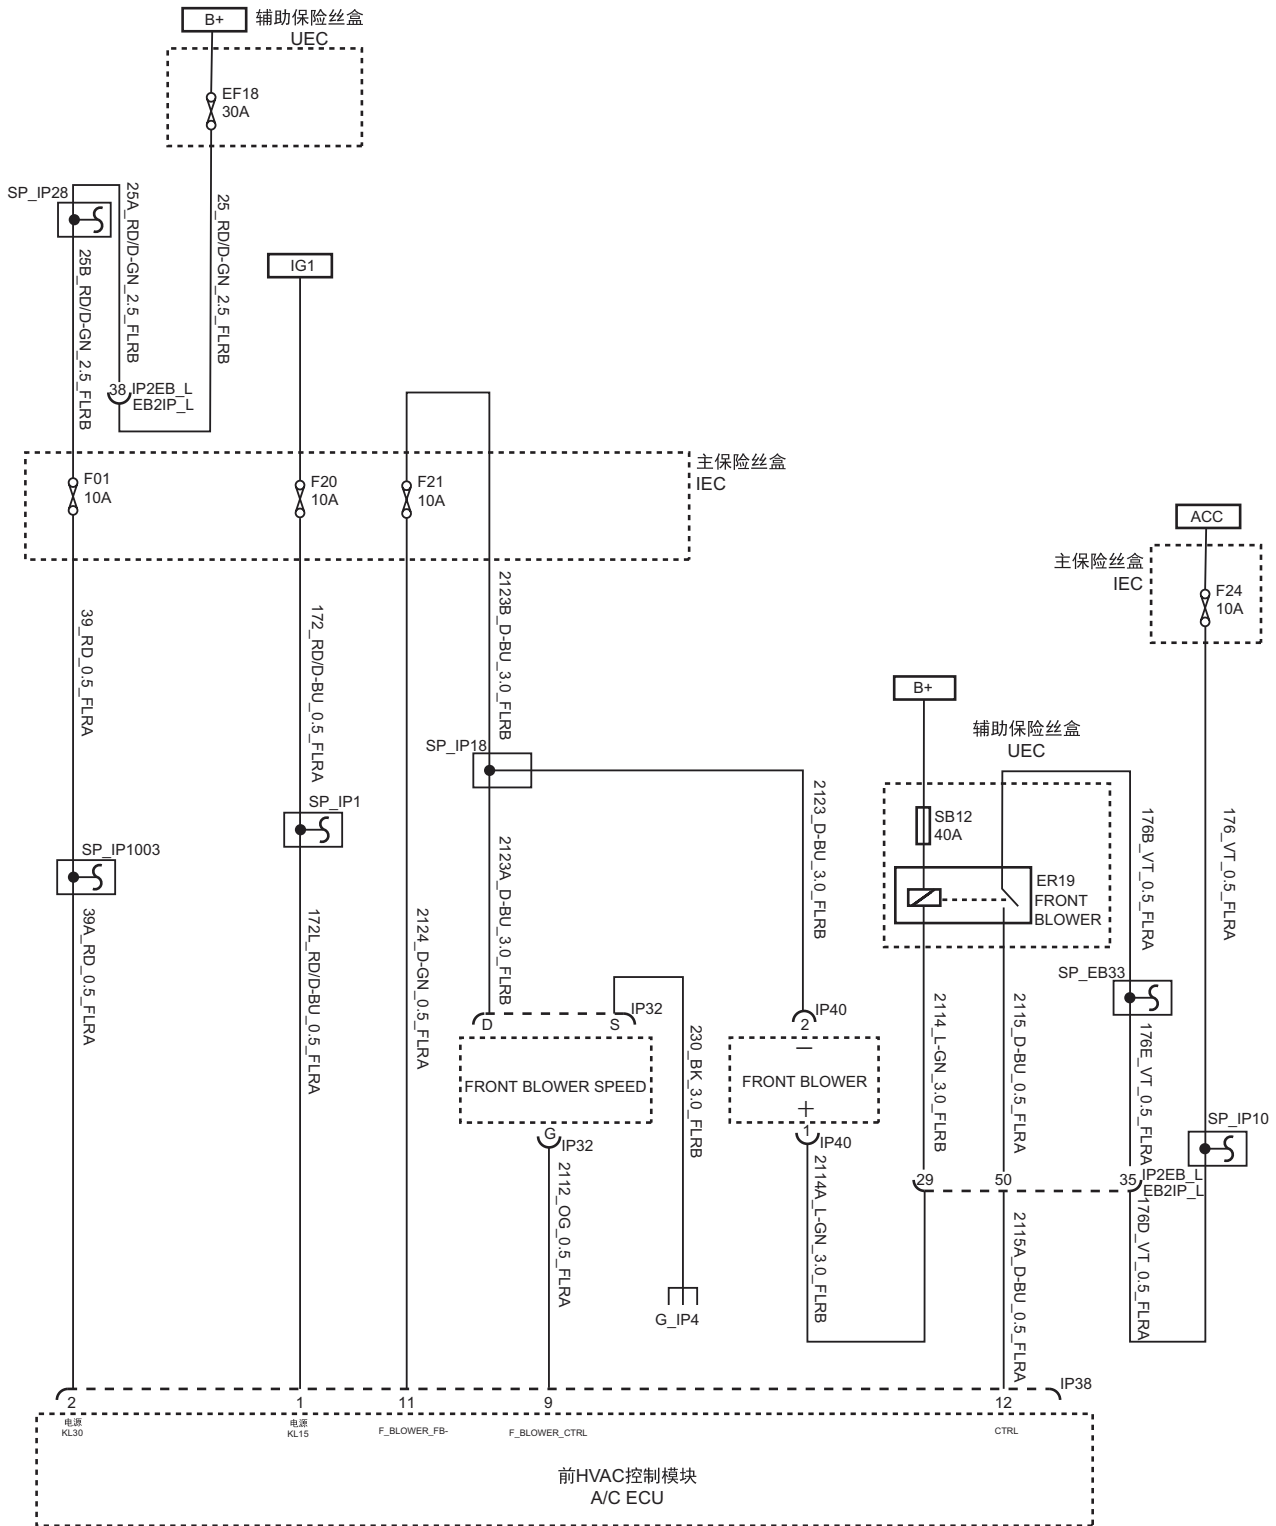 B+
辅助保险丝盒
UEC
EF18
30A
SP_IP28
25A_RD/D-GN_2.5_FLRB
25_RD/D-GN_2.5_FLRB
25B_RD/D-GN_2.5_FLRB
IG1
38
IP2EB_L
EB2IP_L
主保险丝盒
IEC
F01
10A
F20
10A
F21
10A
ACC
主保险丝盒
IEC
F24
10A
39_RD_0.5_FLRA
172_RD/D-BU_0.5_FLRA
2123B_D-BU_3.0_FLRB
B+
辅助保险丝盒
UEC
SP_IP18
SP_IP1
2123_D-BU_3.0_FLRB
SB12
40A
176B_VT_0.5_FLRA
176_VT_0.5_FLRA
SP_IP1003
2123A_D-BU_3.0_FLRB
ER19
FRONT
BLOWER
39A_RD_0.5_FLRA
172L_RD/D-BU_0.5_FLRA
2124_D-GN_0.5_FLRA
SP_EB33
D
S
IP32
230_BK_3.0_FLRB
IP40
2
2114_L-GN_3.0_FLRB
2115_D-BU_0.5_FLRA
176E_VT_0.5_FLRA
FRONT BLOWER SPEED
−
FRONT BLOWER
+
G
IP32
1
IP40
SP_IP10
2112_OG_0.5_FLRA
2114A_L-GN_3.0_FLRB
29
50
35
IP2EB_L
EB2IP_L
2115A_D-BU_0.5_FLRA
176D_VT_0.5_FLRA
G_IP4
IP38
2
1
11
9
12
电源
KL30
电源
KL15
F_BLOWER_FB-
F_BLOWER_CTRL
CTRL
前HVAC控制模块
A/C ECU